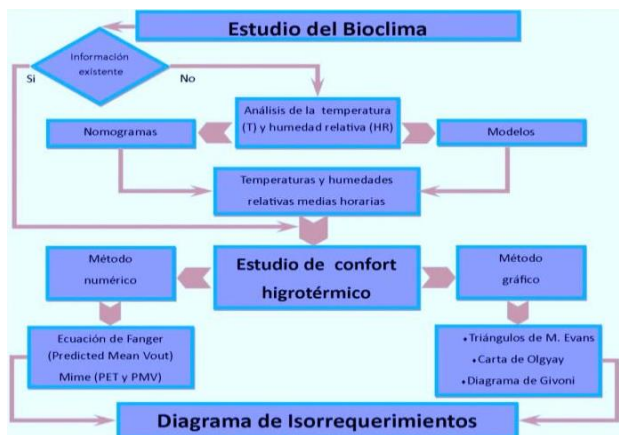 Estudio del Bioclima
Información
existente
Si
No
Análisis de la temperatura
(T) y humedad relativa (HR)
Nomogramas
Modelos
Temperaturas y humedades
relativas medias horarias
Método
numérico
Estudio de confort
higrotérmico
Método
gráfico
Ecuación de Fanger
(Predicted Mean Vout)
Mime (PET y PMV)
• Triángulos de M. Evans
• Carta de Olgyay
• Diagrama de Givoni
Diagrama de Isorrequerimientos